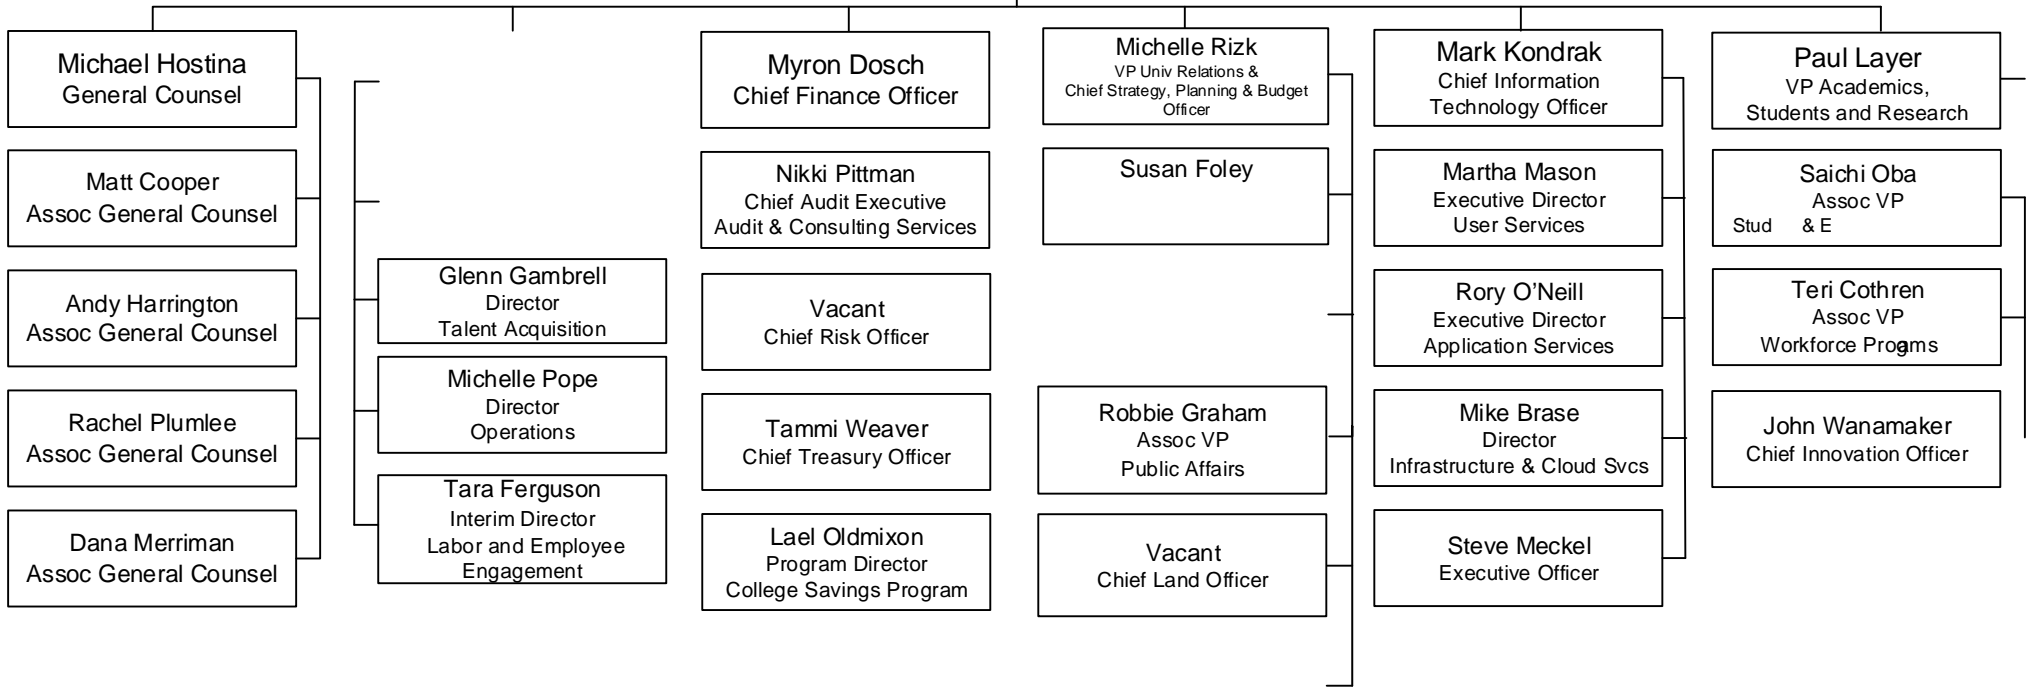 Michael Hostina
General Counsel
Matt Cooper
Assoc General Counsel
Andy Harrington
Assoc General Counsel
Rachel Plumlee
Assoc General Counsel
Dana Merriman
Assoc General Counsel
Glenn Gambrell
Director
Talent Acquisition
Michelle Pope
Director
Operations
Tara Ferguson
Interim Director
Labor and Employee
Engagement
Myron Dosch
Chief Finance Officer
Nikki Pittman
Chief Audit Executive
Audit & Consulting Services
Vacant
Chief Risk Officer
Tammi Weaver
Chief Treasury Officer
Lael Oldmixon
Program Director
College Savings Program
Michelle Rizk
VP Univ Relations &
Chief Strategy, Planning & Budget
Officer
Susan Foley
Robbie Graham
Assoc VP
Public Affairs
Vacant
Chief Land Officer
Mark Kondrak
Chief Information
Technology Officer
Martha Mason
Executive Director
User Services
Rory O’Neill
Executive Director
Application Services
Mike Brase
Director
Infrastructure & Cloud Svcs
Steve Meckel
Executive Officer
Paul Layer
VP Academics,
Students and Research
Saichi Oba
Assoc VP
Stud & E
Teri Cothren
Assoc VP
Workforce
John Wanamaker
Chief Innovation Officer